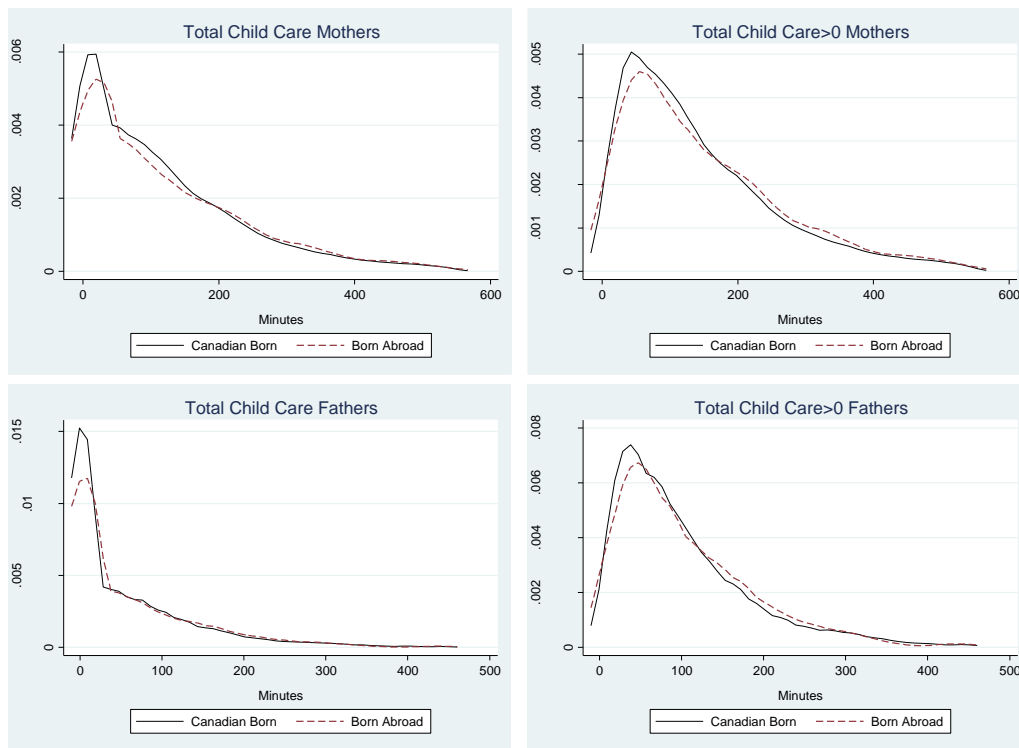 Total Child Care Mothers
.006
.004
.002
0
0 200 400 600
Minutes
Canadian Born Born Abroad
Total Child Care>0 Mothers
.005
.004
.003
.002
.001
0
0 200 400 600
Minutes
Canadian Born Born Abroad
Total Child Care Fathers
.015
.01
.005
0
0 100 200 300 400 500
Minutes
Canadian Born Born Abroad
Total Child Care>0 Fathers
.008
.006
.004
.002
0
0 100 200 300 400 500
Minutes
Canadian Born Born Abroad